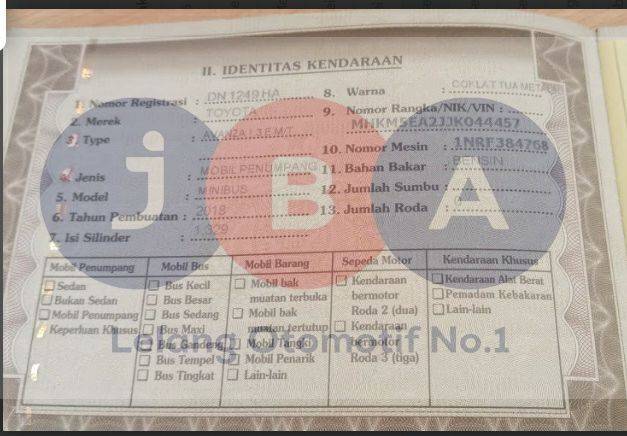 II. IDENTITAS KENDARAAN
1. Nomor Registrasi : DN 1249 HA
2. Merek : TOYOTA
3. Type : AVANZA 1.3 E M/T
4. Jenis : MOBIL PENUMPANG
5. Model : MINIBUS
6. Tahun Pembuatan : 2018
7. Isi Silinder : 1.329
8. Warna : COKLAT TUA METAL
9. Nomor Rangka/NIK/VIN :
MHKM5EA2JJK044457
10. Nomor Mesin : 1NRF384768
11. Bahan Bakar : BENSIN
12. Jumlah Sumbu :
13. Jumlah Roda :
Mobil Penumpang
Sedan
Bukan Sedan
Mobil Penumpang
Keperluan Khusus
Mobil Bus
Bus Kecil
Bus Besar
Bus Sedang
Bus Maxi
Bus Gandeng
Bus Tempel
Bus Tingkat
Mobil Barang
Mobil bak
muatan terbuka
Mobil bak
muatan tertutup
Mobil Tangki
Mobil Penarik
Lain-lain
Sepeda Motor
Kendaraan
bermotor
Roda 2 (dua)
Kendaraan
bermotor
Roda 3 (tiga)
Kendaraan Khusus
Kendaraan Alat Berat
Pemadam Kebakaran
Lain-lain
jBA
Lelang Otomotif No.1